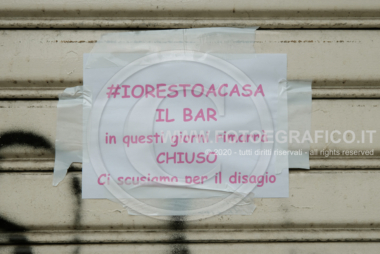 #IORESTOACASA
IL BAR
in questi giorni rimarrà
CHIUSO
Ci scusiamo per il disagio
©2020 - tutti diritti riservati - all rights reserved